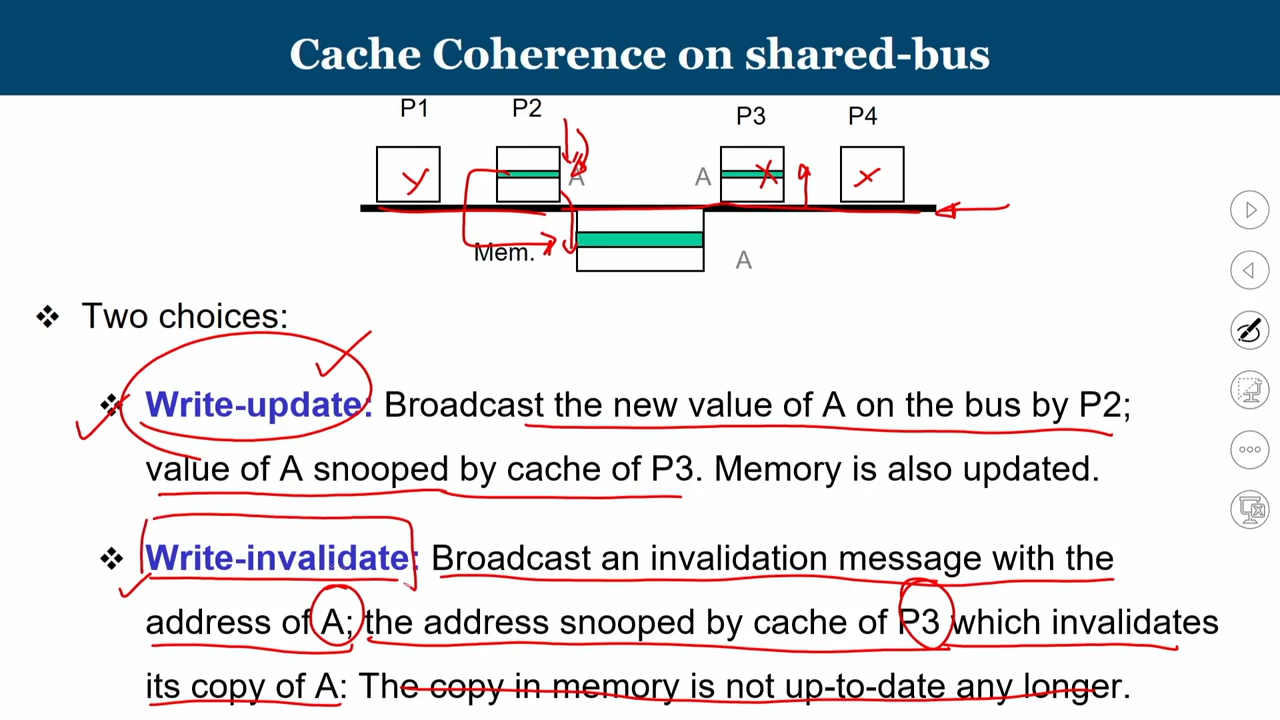 Cache Coherence on shared-bus
P1 P2 P3 P4
y A A X x
Mem. A
❖ Two choices:
❖ Write-update: Broadcast the new value of A on the bus by P2;
value of A snooped by cache of P3. Memory is also updated.
❖ Write-invalidate: Broadcast an invalidation message with the
address of A; the address snooped by cache of P3 which invalidates
its copy of A: The copy in memory is not up-to-date any longer.